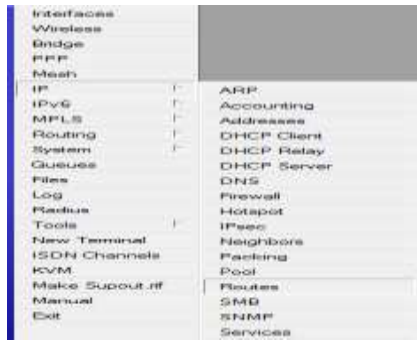 Interfaces
Wireless
Bridge
PPP
Mesh
IP
IPv6
MPLS
Routing
System
Queues
Files
Log
Radius
Tools
New Terminal
ISDN Channels
KVM
Make Supout.rif
Manual
Exit
ARP
Accounting
Addresses
DHCP Client
DHCP Relay
DHCP Server
DNS
Firewall
Hotspot
IPsec
Neighbors
Packing
Pool
Routes
SMB
SNMP
Services